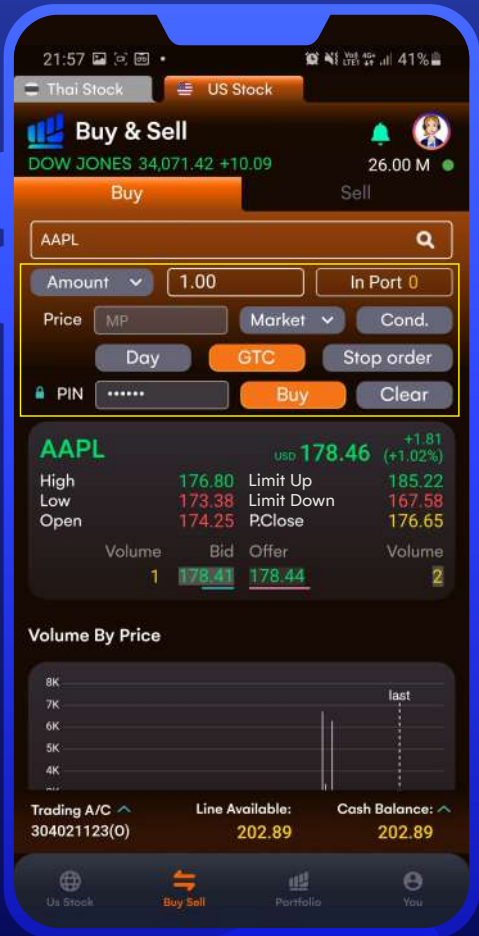 21:57 41%
Thai Stock US Stock
Buy & Sell
DOW JONES 34,071.42 +10.09 26.00 M
Buy Sell
AAPL
Amount 1.00 In Port 0
Price MP Market Cond.
Day GTC Stop order
PIN •••••• Buy Clear
AAPL USD 178.46 +1.81
(+1.02%)
High 176.80 Limit Up 185.22
Low 173.38 Limit Down 167.58
Open 174.25 P.Close 176.65
Volume Bid Offer Volume
1 178.41 178.44 2
Volume By Price
8K
last
7K
6K
5K
4K
Trading A/C Line Available: Cash Balance:
304021123(O) 202.89 202.89
Us Stock Buy Sell Portfolio You